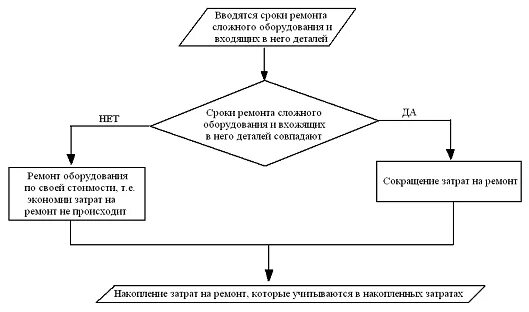 Вводятся сроки ремонта
сложного оборудования и
входящих в него деталей
Сроки ремонта сложного
оборудования и вхожящих
в него деталей совпадают
НЕТ
ДА
Ремонт оборудования
по своей стоимости, т.е.
экономии затрат на
ремонт не происходит
Сокращение затрат на ремонт
Накопление затрат на ремонт, которые учитываются в накопленных затратах